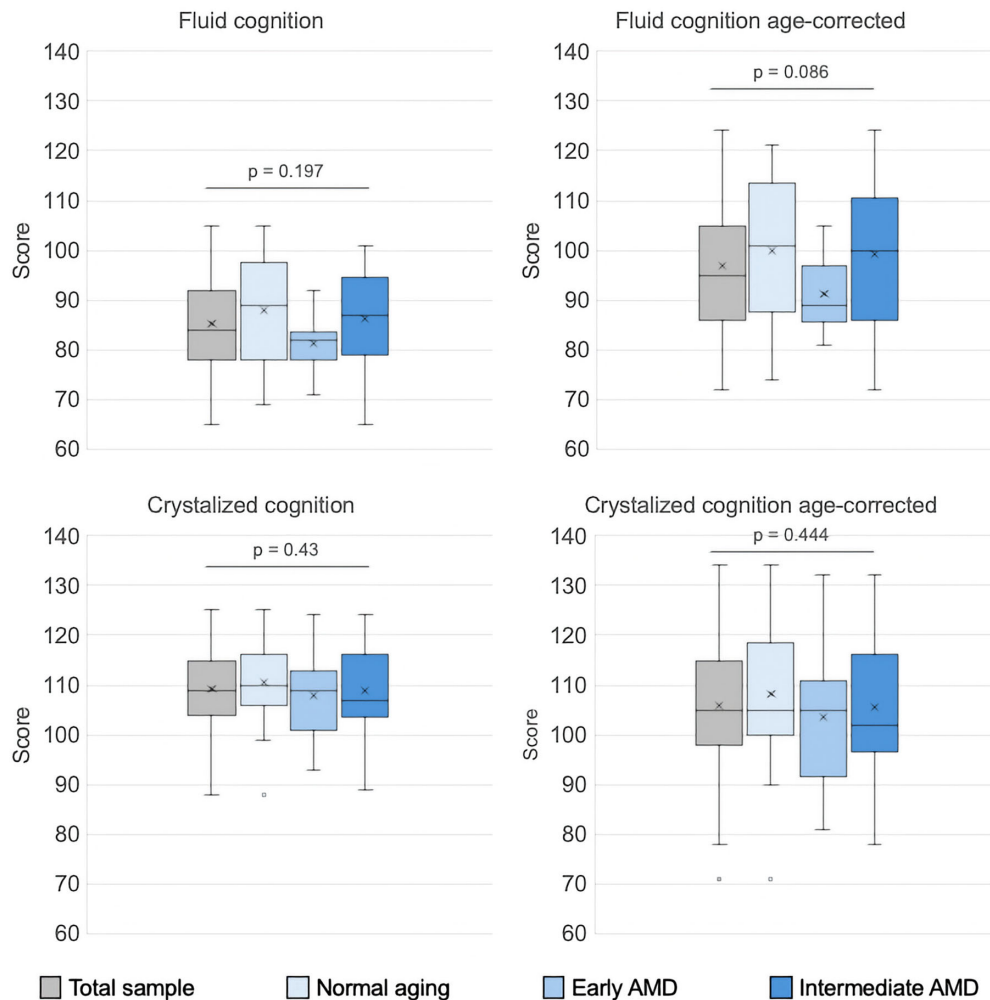 Fluid cognition
140
130
120
110
100
90
80
70
60
Score
p = 0.197
Fluid cognition age-corrected
140
130
120
110
100
90
80
70
60
Score
p = 0.086
Crystalized cognition
140
130
120
110
100
90
80
70
60
Score
p = 0.43
Crystalized cognition age-corrected
140
130
120
110
100
90
80
70
60
Score
p = 0.444
Total sample
Normal aging
Early AMD
Intermediate AMD